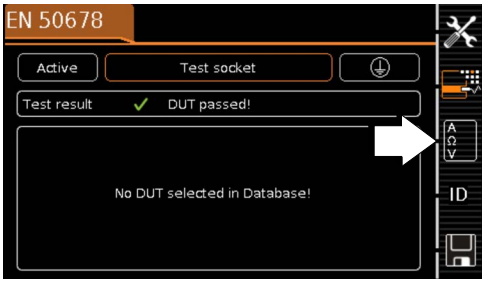 EN 50678
Active
Test socket
Test result ✓ DUT passed!
No DUT selected in Database!
A
Ω
V
ID